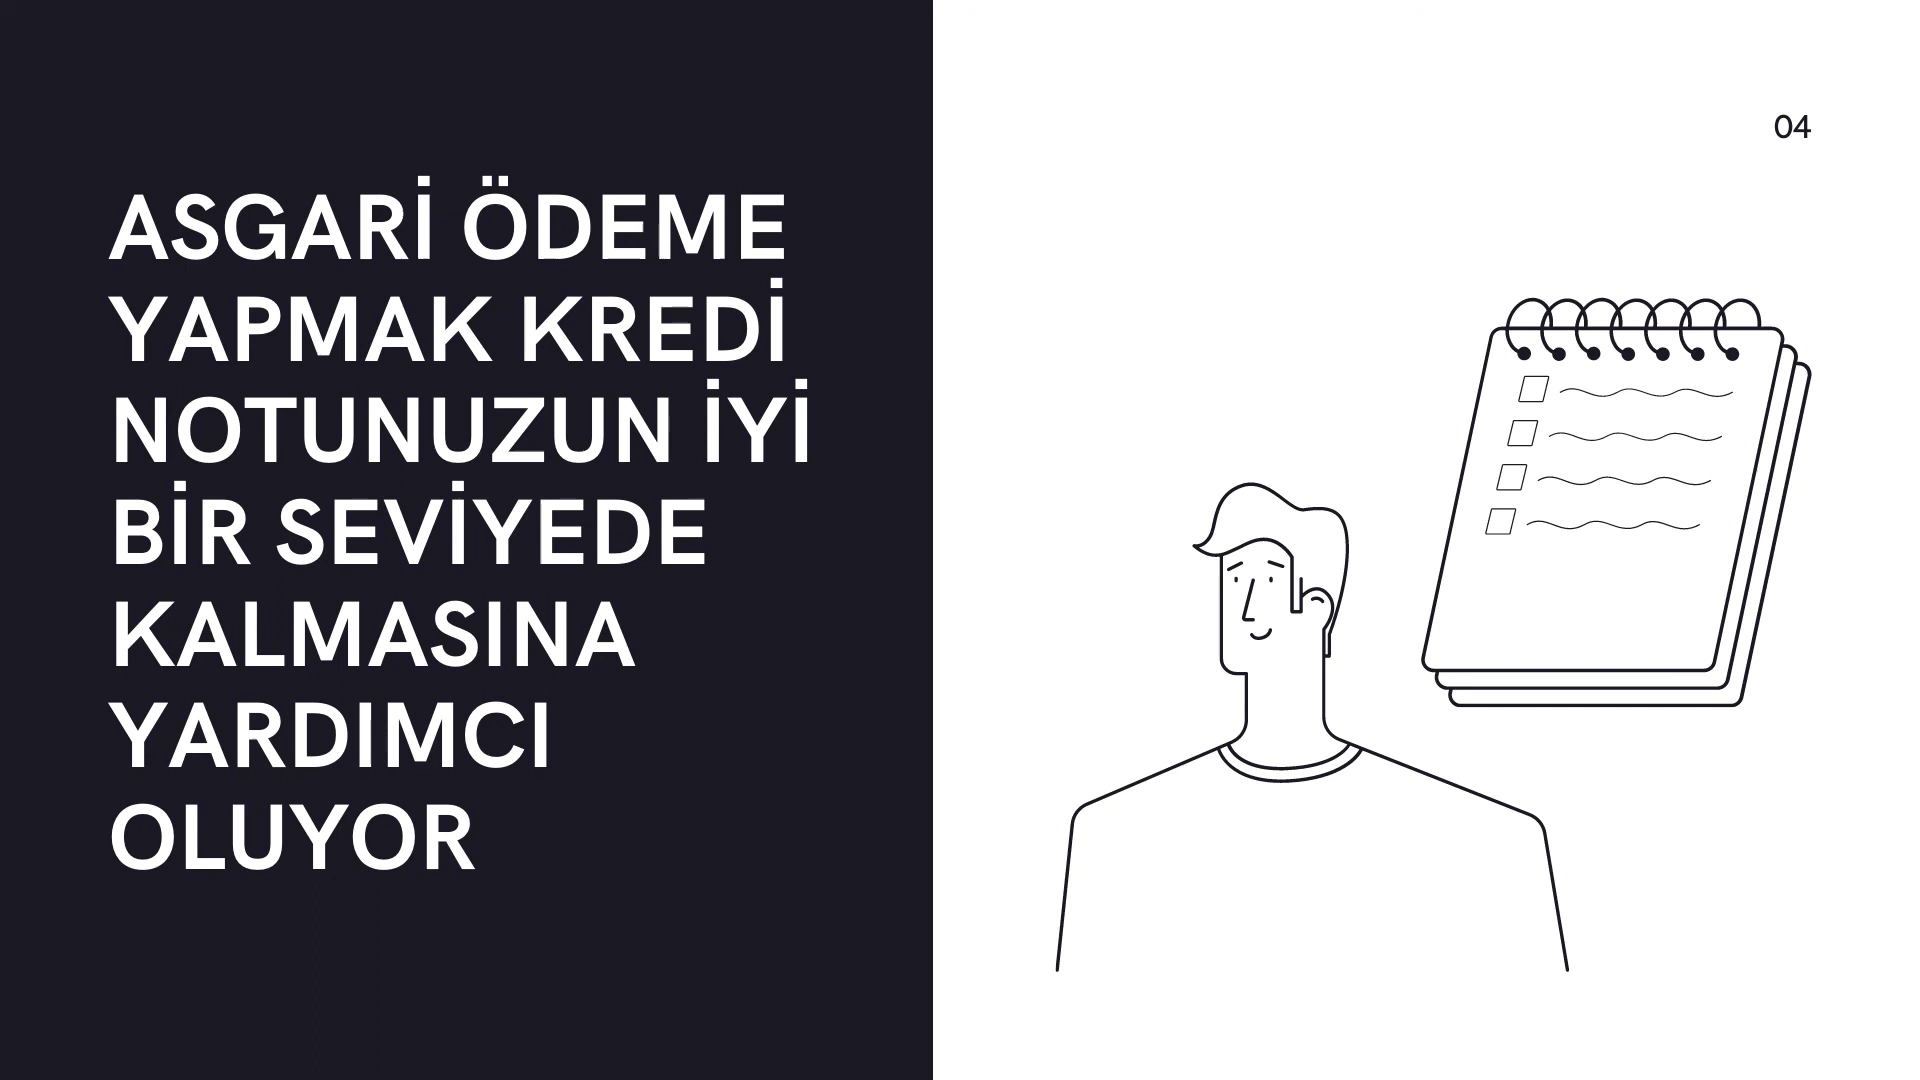 ASGARİ ÖDEME
YAPMAK KREDİ
NOTUNUZUN İYİ
BİR SEVİYEDE
KALMASINA
YARDIMCI
OLUYOR
04